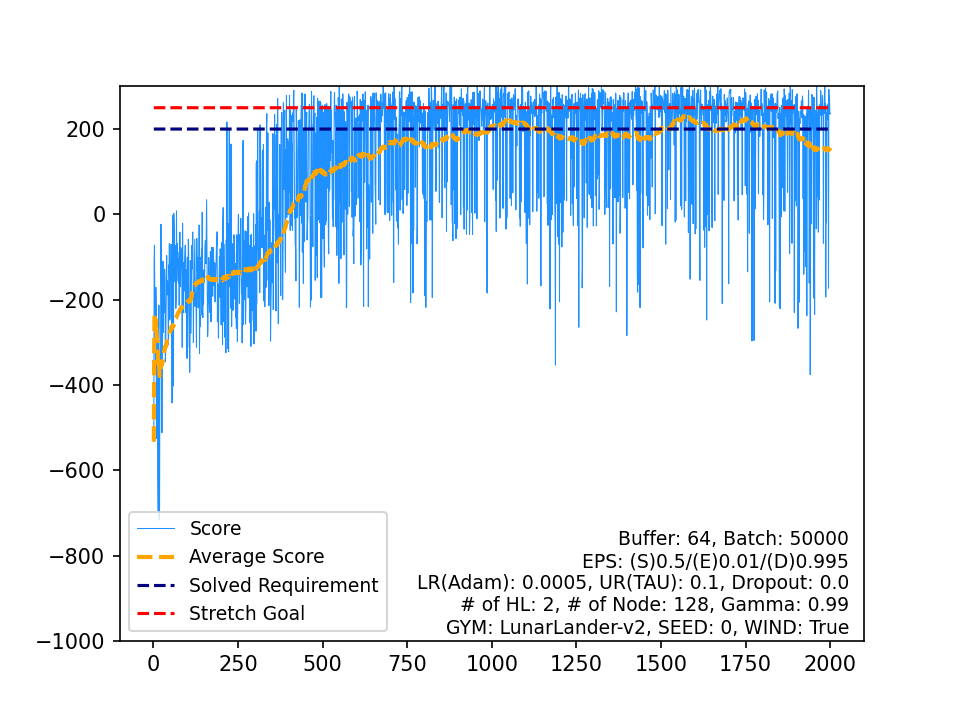 200
0
−200
−400
−600
−800
−1000
Score
Average Score
Solved Requirement
Stretch Goal
Buffer: 64, Batch: 50000
EPS: (S)0.5/(E)0.01/(D)0.995
LR(Adam): 0.0005, UR(TAU): 0.1, Dropout: 0.0
# of HL: 2, # of Node: 128, Gamma: 0.99
GYM: LunarLander-v2, SEED: 0, WIND: True
0 250 500 750 1000 1250 1500 1750 2000